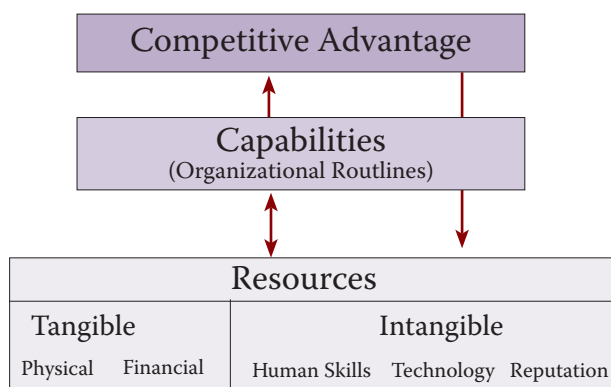 Competitive Advantage
Capabilities
(Organizational Routlines)
Resources
Tangible
Intangible
Physical Financial
Human Skills Technology Reputation